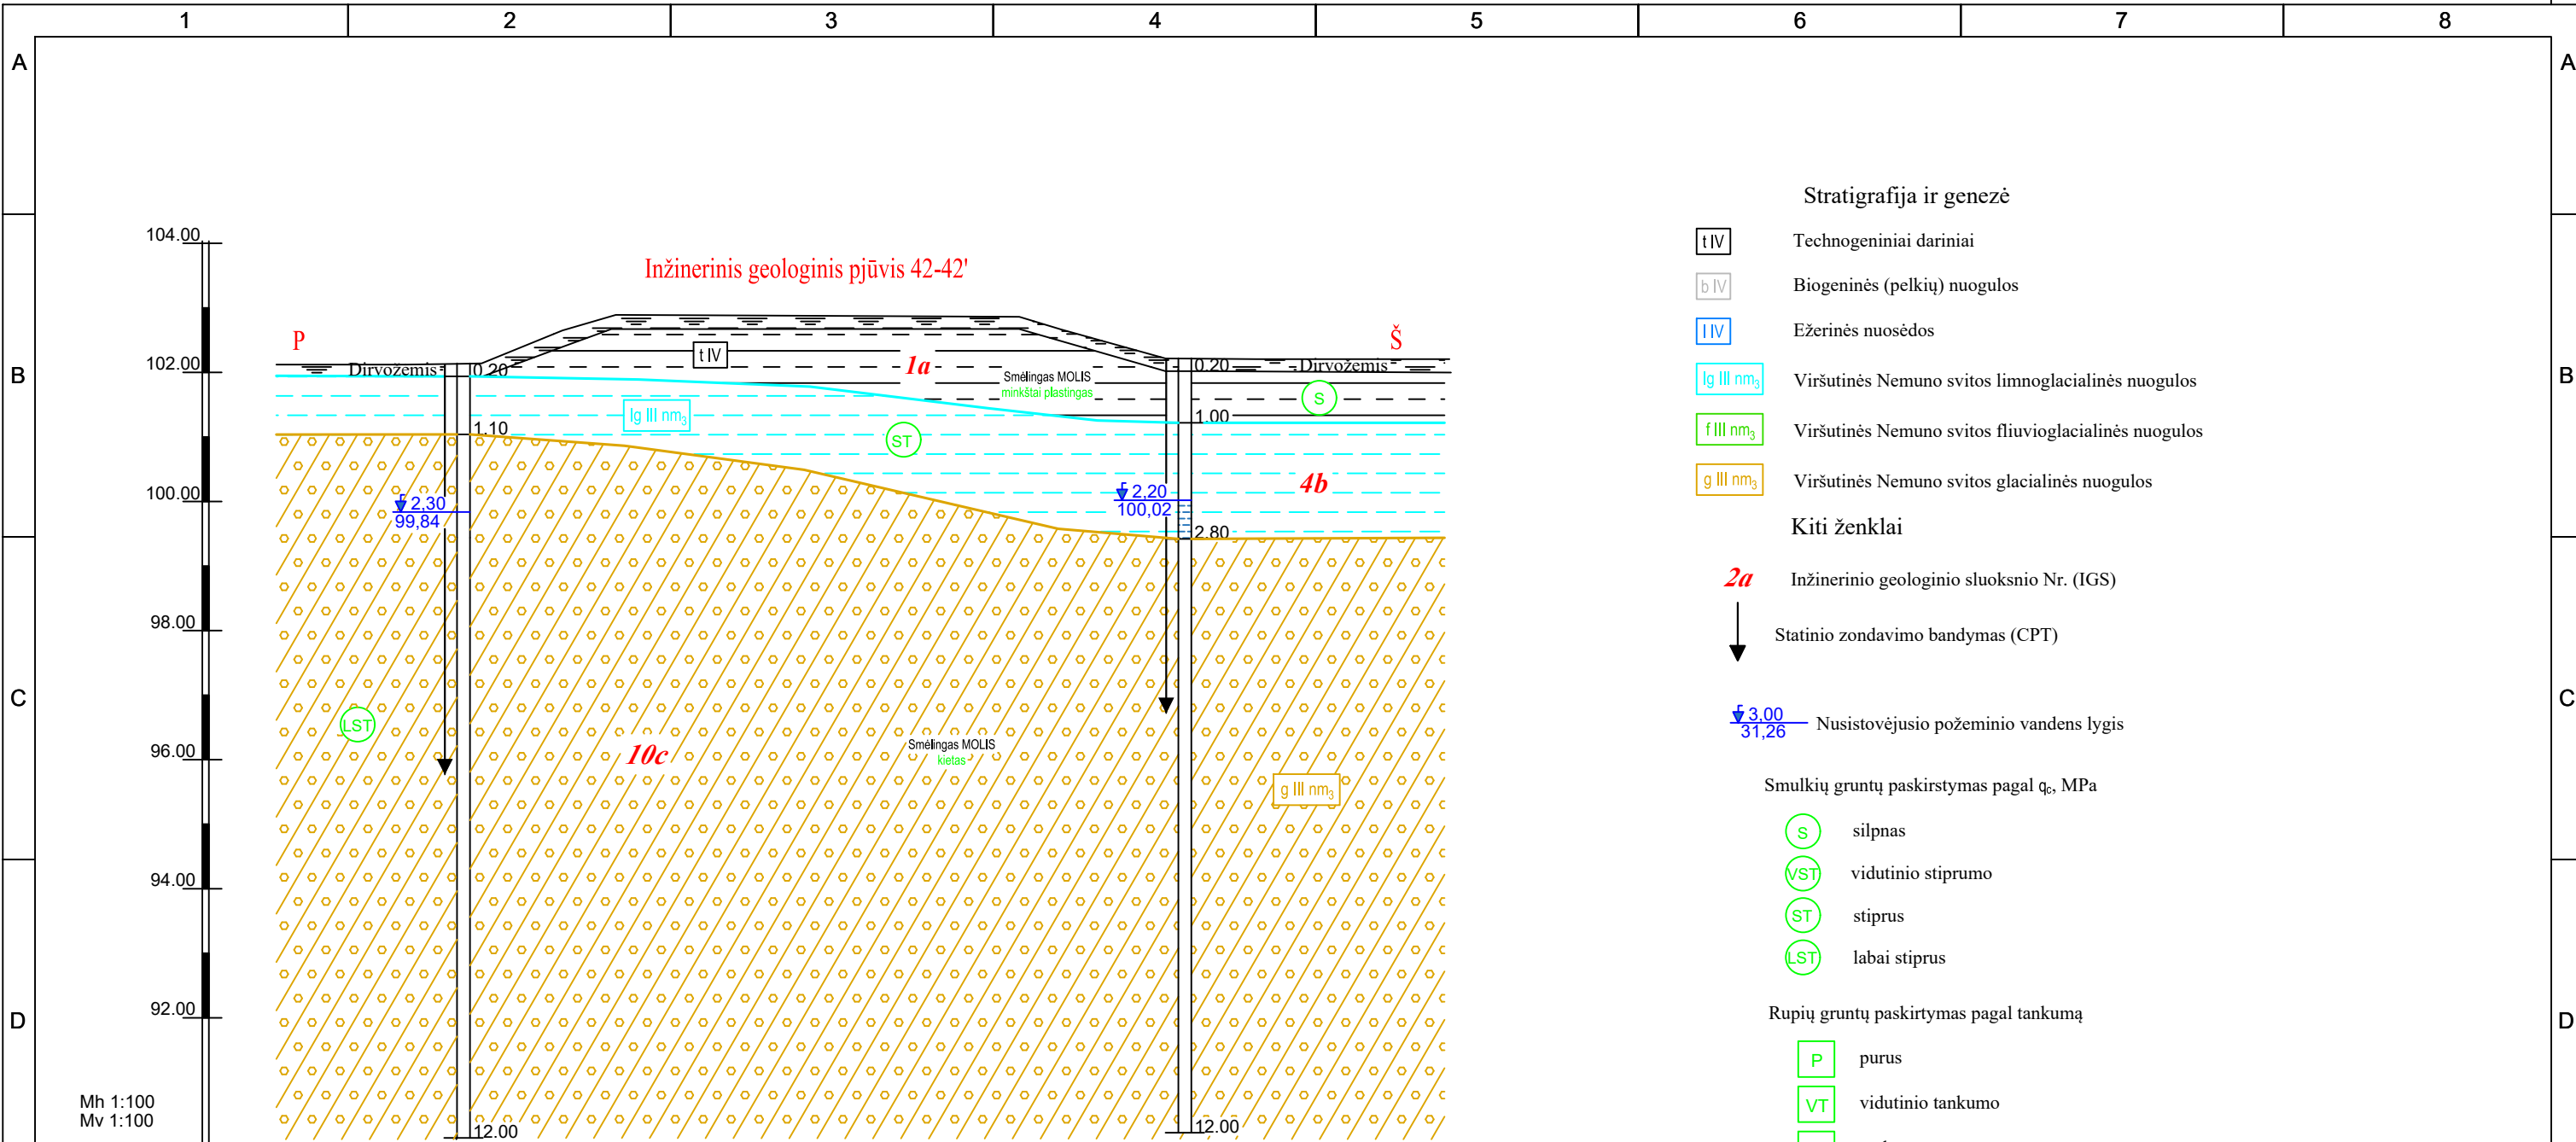 1 2 3 4 5 6 7 8
A A
B B
C C
D D
104.00
102.00
100.00
98.00
96.00
94.00
92.00
Mh 1:100
Mv 1:100
Inžinerinis geologinis pjūvis 42-42'
P
Š
t IV
1a
Dirvožemis
0.20
0.20
Dirvožemis
Smėlingas MOLIS
minkštai plastingas
S
lg III nm3
1.00
1.10
ST
4b
2,30
99,84
2,20
100,02
2.80
LST
10c
Smėlingas MOLIS
kietas
g III nm3
12.00
12.00
Stratigrafija ir genezė
t IV Technogeniniai dariniai
b IV Biogeninės (pelkių) nuogulos
l IV Ežerinės nuosėdos
lg III nm3 Viršutinės Nemuno svitos limnoglacialinės nuogulos
f III nm3 Viršutinės Nemuno svitos fliuvioglacialinės nuogulos
g III nm3 Viršutinės Nemuno svitos glacialinės nuogulos
Kiti ženklai
2a Inžinerinio geologinio sluoksnio Nr. (IGS)
Statinio zondavimo bandymas (CPT)
3,00
31,26
Nusistovėjusio požeminio vandens lygis
Smulkių gruntų paskirstymas pagal qc, MPa
S silpnas
VST vidutinio stiprumo
ST stiprus
LST labai stiprus
Rupių gruntų paskirtymas pagal tankumą
P purus
VT vidutinio tankumo